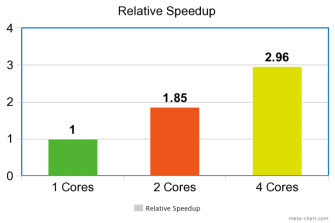 Relative Speedup
4
3
2
1
0
1
1.85
2.96
1 Cores 2 Cores 4 Cores
Relative Speedup
meta-chart.com